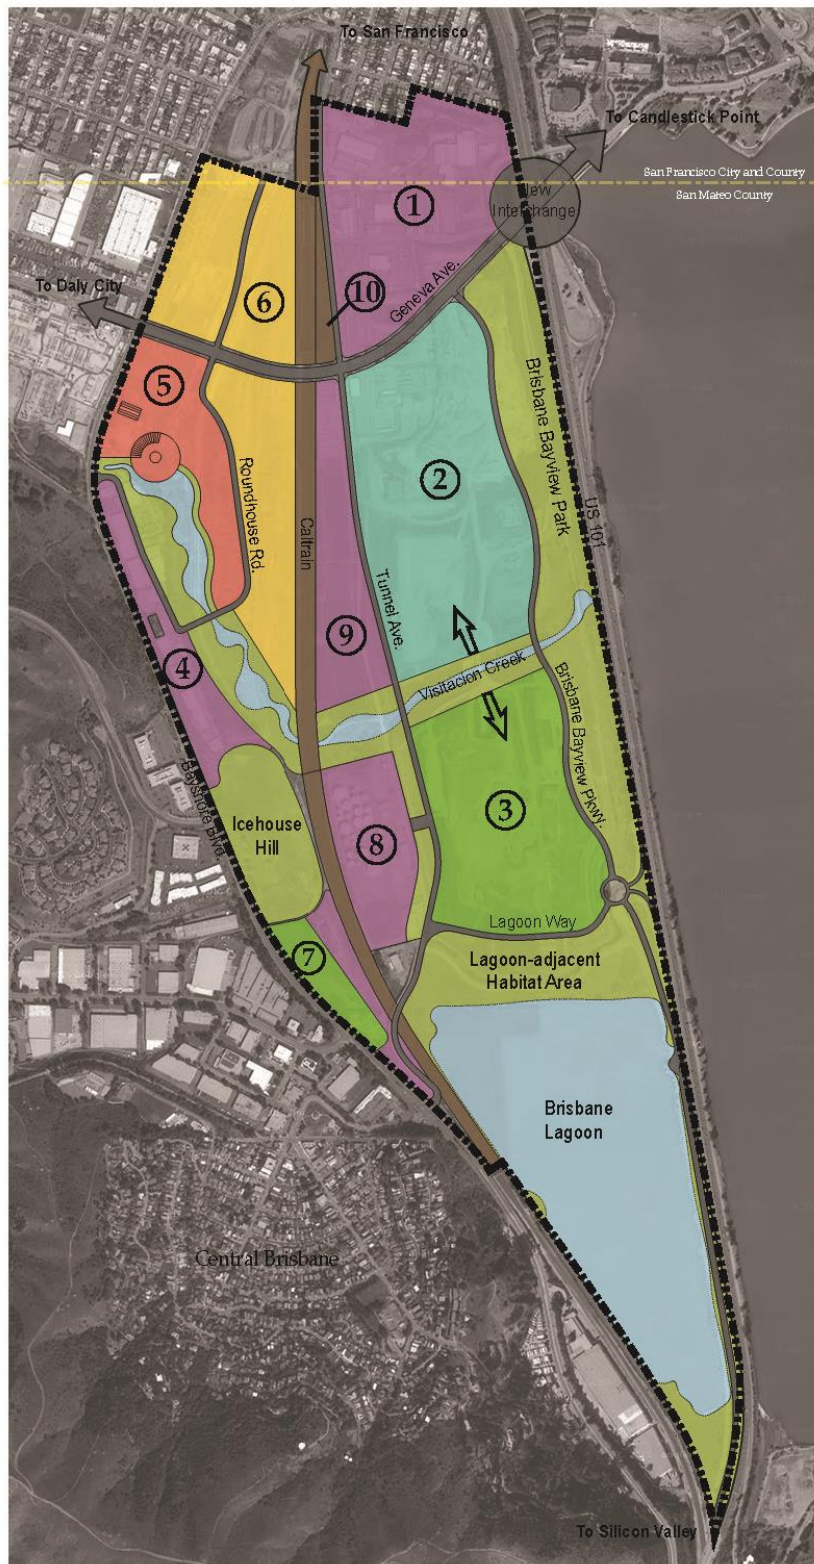 To San Francisco
To Candlestick Point
San Francisco City and County
San Mateo County
New
Interchange
1
To Daly City
6
10
Geneva Ave.
5
Brisbane Bayview Park
2
US 101
Roundhouse Rd.
Caltrain
Tunnel Ave.
9
4
Visitacion Creek
Brisbane Bayview Pkwy.
Bayshore Blvd.
3
Icehouse
Hill
8
Lagoon Way
7
Lagoon-adjacent
Habitat Area
Brisbane
Lagoon
Central Brisbane
To Silicon Valley